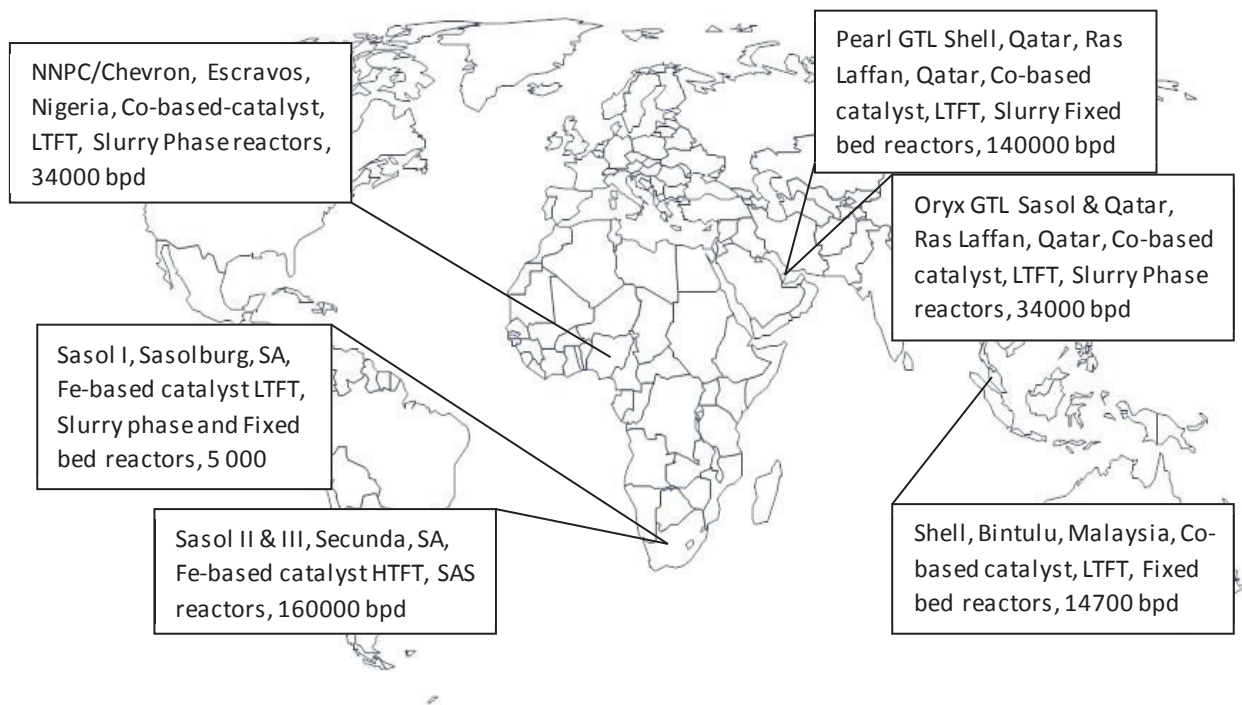 NNPC/Chevron, Escravos,
Nigeria, Co-based-catalyst,
LTFT, Slurry Phase reactors,
34000 bpd
Pearl GTL Shell, Qatar, Ras
Laffan, Qatar, Co-based
catalyst, LTFT, Slurry Fixed
bed reactors, 140000 bpd
Oryx GTL Sasol & Qatar,
Ras Laffan, Qatar, Co-based
catalyst, LTFT, Slurry Phase
reactors, 34000 bpd
Sasol I, Sasolburg, SA,
Fe-based catalyst LTFT,
Slurry phase and Fixed
bed reactors, 5 000
Sasol II & III, Secunda, SA,
Fe-based catalyst HTFT, SAS
reactors, 160000 bpd
Shell, Bintulu, Malaysia, Co-
based catalyst, LTFT, Fixed
bed reactors, 14700 bpd